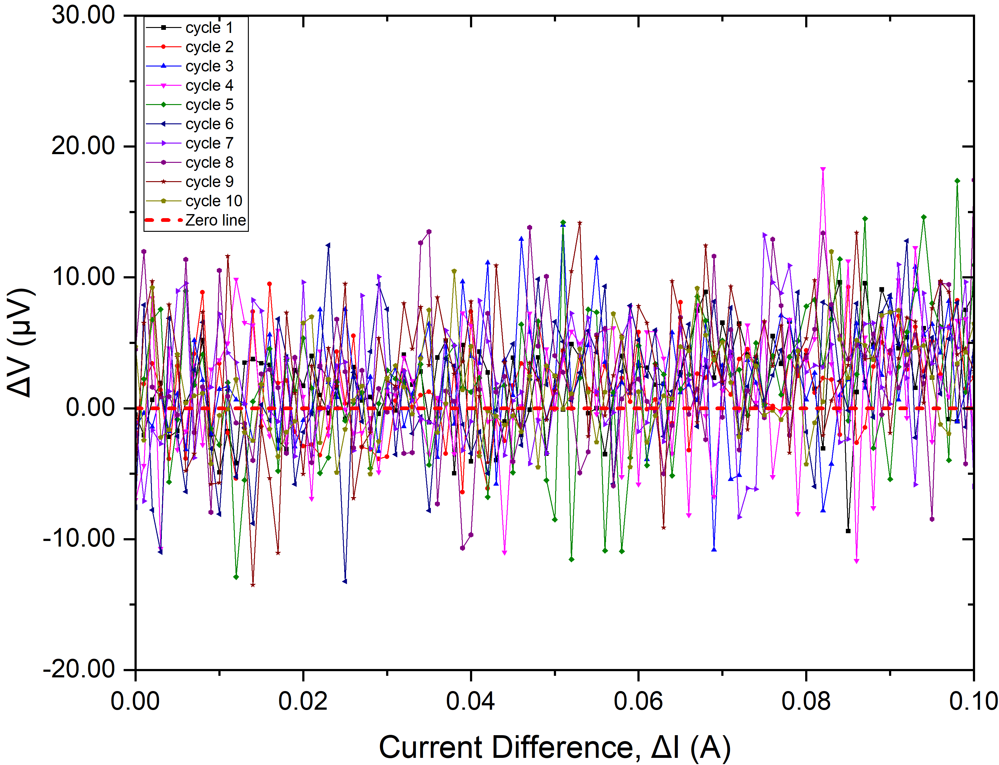 30.00
20.00
10.00
0.00
-10.00
-20.00
ΔV (µV)
cycle 1
cycle 2
cycle 3
cycle 4
cycle 5
cycle 6
cycle 7
cycle 8
cycle 9
cycle 10
Zero line
0.00 0.02 0.04 0.06 0.08 0.10
Current Difference, ΔI (A)